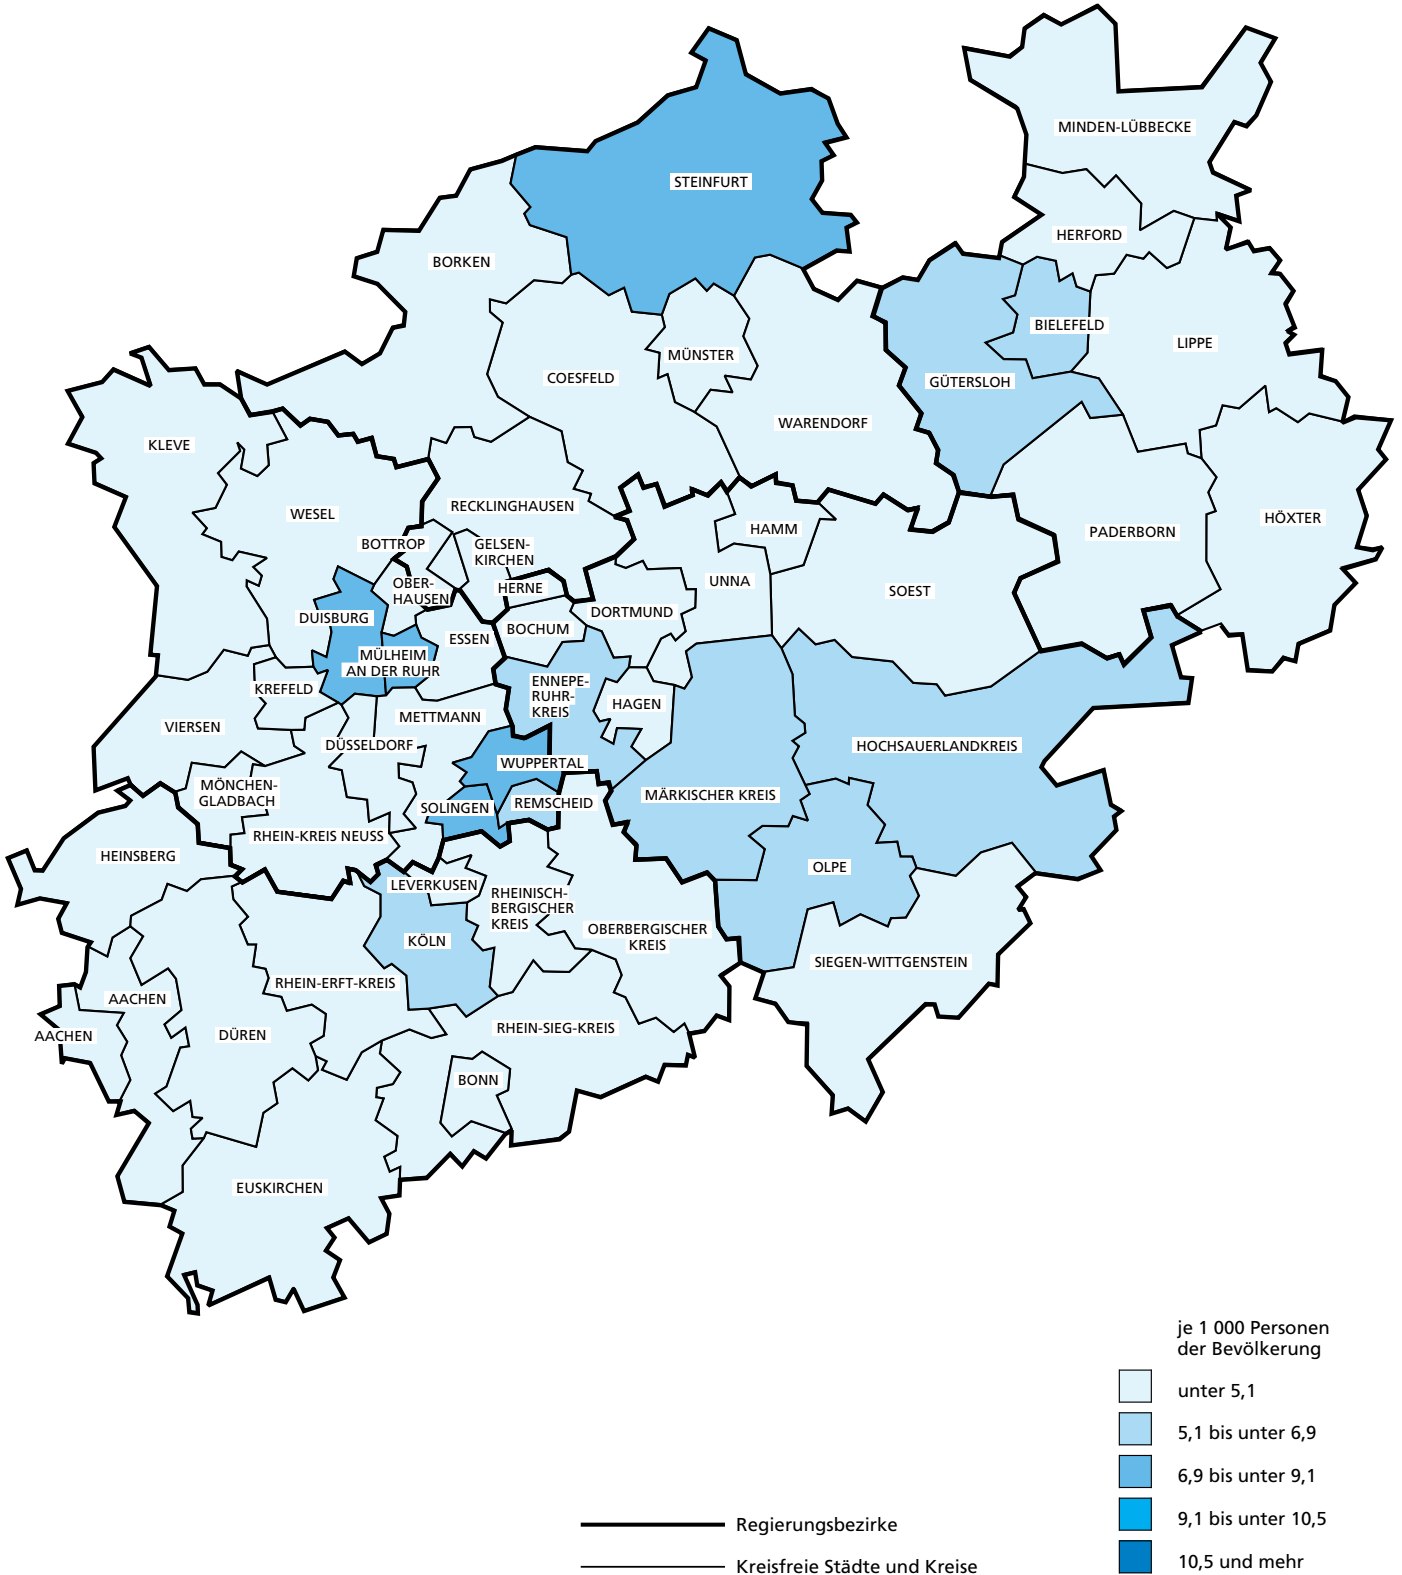 MINDEN-LÜBBECKE
STEINFURT
HERFORD
BORKEN
BIELEFELD
LIPPE
MÜNSTER
COESFELD
GÜTERSLOH
WARENDORF
KLEVE
RECKLINGHAUSEN
WESEL
HÖXTER
HAMM
PADERBORN
BOTTROP
GELSEN-
KIRCHEN
OBER-
HAUSEN
HERNE
UNNA
SOEST
DORTMUND
DUISBURG
BOCHUM
ESSEN
MÜLHEIM
AN DER RUHR
ENNEPE-
RUHR-
KREIS
KREFELD
HAGEN
METTMANN
VIERSEN
DÜSSELDORF
HOCHSAUERLANDKREIS
WUPPERTAL
MÖNCHEN-
GLADBACH
MÄRKISCHER KREIS
SOLINGEN
REMSCHEID
RHEIN-KREIS NEUSS
HEINSBERG
OLPE
LEVERKUSEN
RHEINISCH-
BERGISCHER
KREIS
OBERBERGISCHER
KREIS
KÖLN
SIEGEN-WITTGENSTEIN
RHEIN-ERFT-KREIS
AACHEN
AACHEN
DÜREN
RHEIN-SIEG-KREIS
BONN
EUSKIRCHEN
je 1 000 Personen
der Bevölkerung
unter 5,1
5,1 bis unter 6,9
6,9 bis unter 9,1
9,1 bis unter 10,5
10,5 und mehr
Regierungsbezirke
Kreisfreie Städte und Kreise